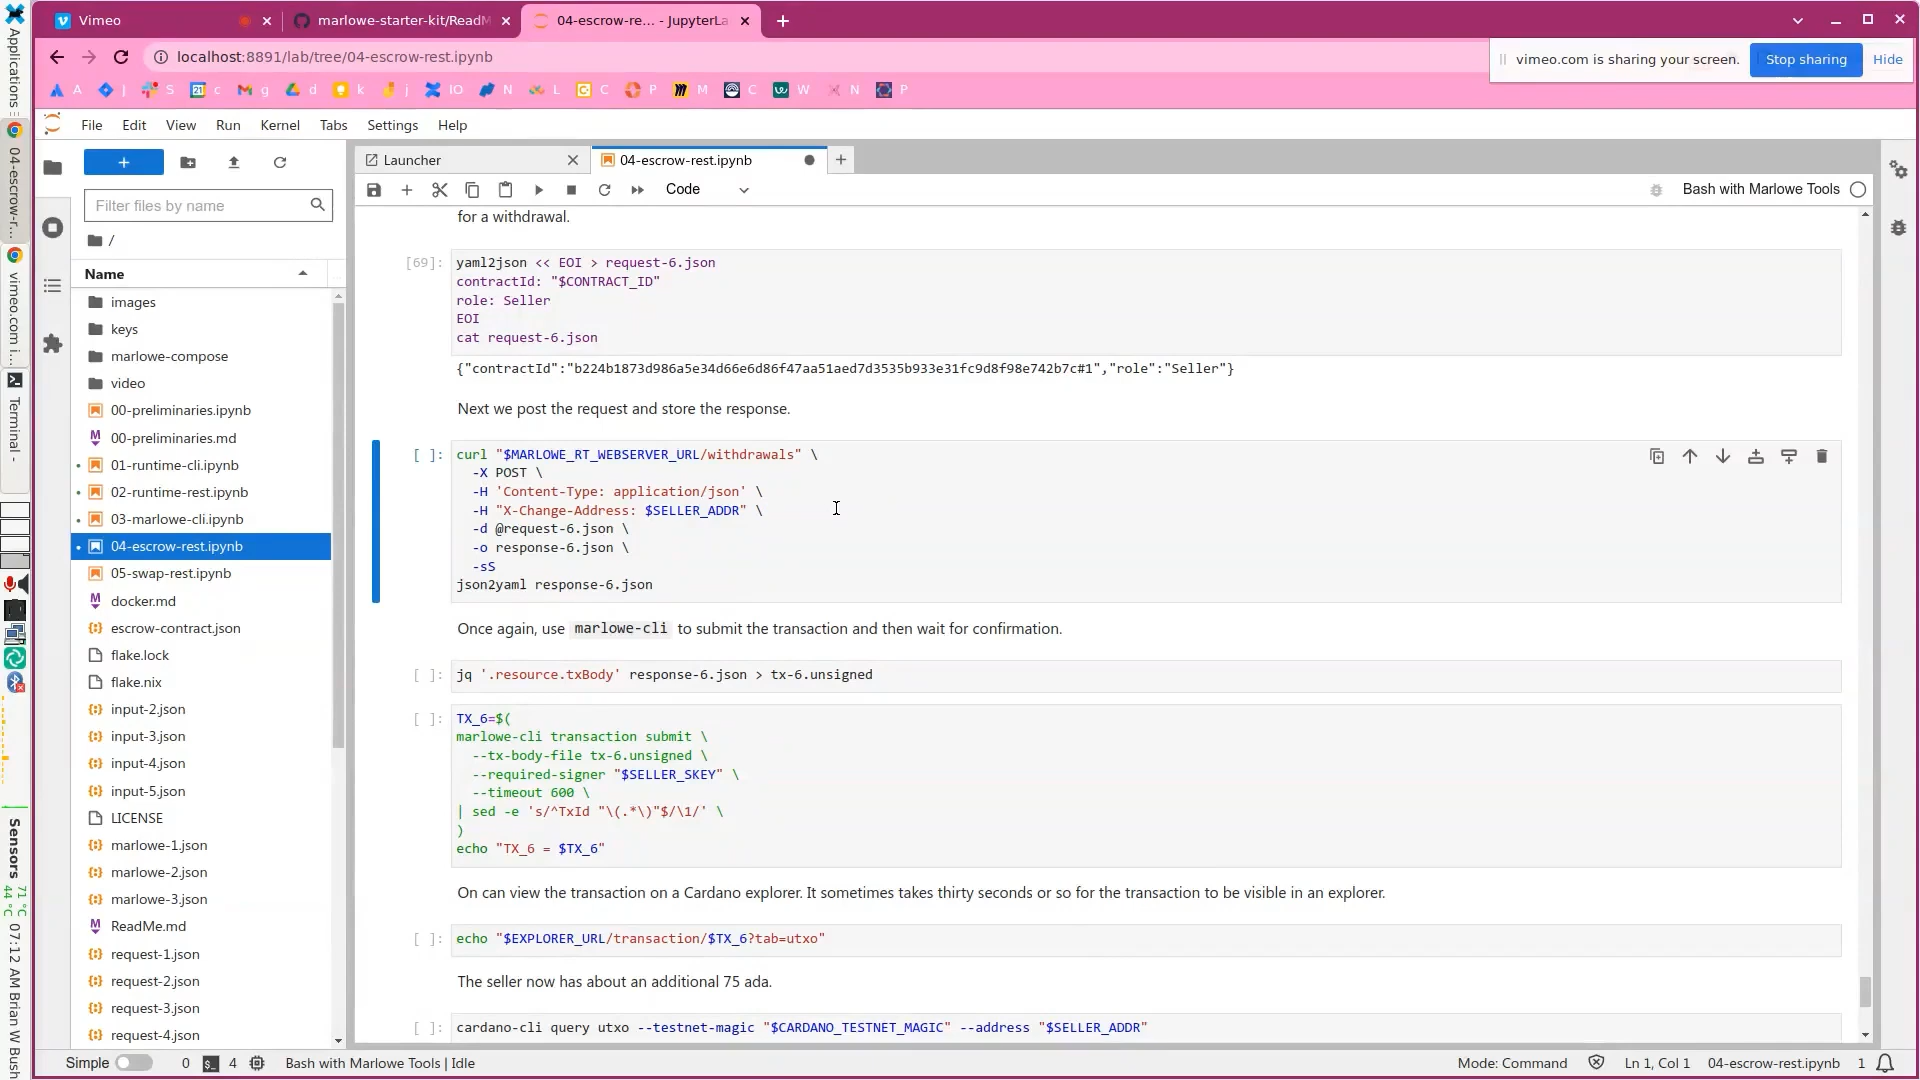 Vimeo
marlowe-starter-kit/ReadM
04-escrow-re... - JupyterLa
localhost:8891/lab/tree/04-escrow-rest.ipynb
vimeo.com is sharing your screen.
Stop sharing
Hide
A J S c g d k j IO N L C P M C W N P
File Edit View Run Kernel Tabs Settings Help
Launcher
04-escrow-rest.ipynb
Code
Bash with Marlowe Tools
Filter files by name
/
Name
images
keys
marlowe-compose
video
00-preliminaries.ipynb
00-preliminaries.md
01-runtime-cli.ipynb
02-runtime-rest.ipynb
03-marlowe-cli.ipynb
04-escrow-rest.ipynb
05-swap-rest.ipynb
docker.md
escrow-contract.json
flake.lock
flake.nix
input-2.json
input-3.json
input-4.json
input-5.json
LICENSE
marlowe-1.json
marlowe-2.json
marlowe-3.json
ReadMe.md
request-1.json
request-2.json
request-3.json
request-4.json
for a withdrawal.
[69]:
yaml2json << EOI > request-6.json
contractId: "$CONTRACT_ID"
role: Seller
EOI
cat request-6.json
{"contractId":"b224b1873d986a5e34d66e6d86f47aa51aed7d3535b933e31fc9d8f98e742b7c#1","role":"Seller"}
Next we post the request and store the response.
[ ]:
curl "$MARLOWE_RT_WEBSERVER_URL/withdrawals" \
-X POST \
-H 'Content-Type: application/json' \
-H "X-Change-Address: $SELLER_ADDR" \
-d @request-6.json \
-o response-6.json \
-sS
json2yaml response-6.json
Once again, use marlowe-cli to submit the transaction and then wait for confirmation.
[ ]:
jq '.resource.txBody' response-6.json > tx-6.unsigned
[ ]:
TX_6=$(
marlowe-cli transaction submit \
--tx-body-file tx-6.unsigned \
--required-signer "$SELLER_SKEY" \
--timeout 600 \
| sed -e 's/^TxId "\(.*\)"$/\1/' \
)
echo "TX_6 = $TX_6"
On can view the transaction on a Cardano explorer. It sometimes takes thirty seconds or so for the transaction to be visible in an explorer.
[ ]:
echo "$EXPLORER_URL/transaction/$TX_6?tab=utxo"
The seller now has about an additional 75 ada.
[ ]:
cardano-cli query utxo --testnet-magic "$CARDANO_TESTNET_MAGIC" --address "$SELLER_ADDR"
Simple
0
4
Bash with Marlowe Tools | Idle
Mode: Command
Ln 1, Col 1
04-escrow-rest.ipynb
1
Applications
04-escrow-r...
vimeo.com i...
Terminal -
Sensors
71 °C
44 °C
07:12 AM
Brian W Bush